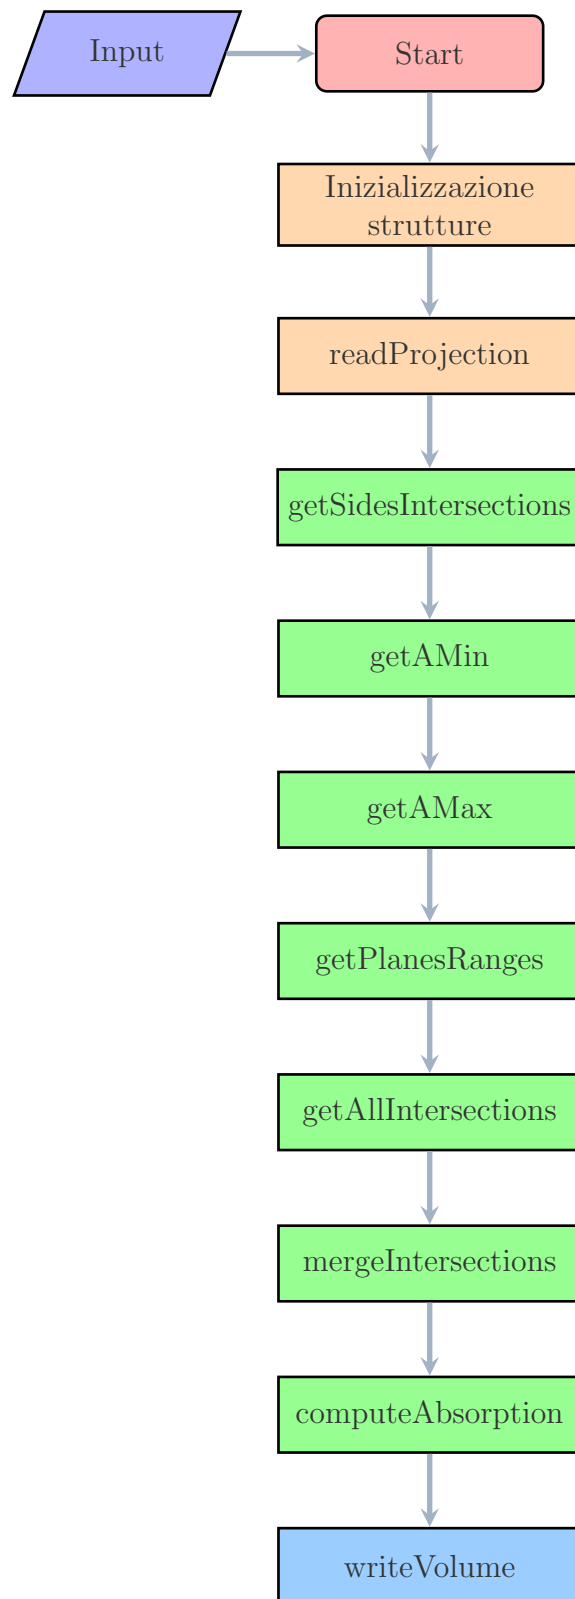 Input
Start
Inizializzazione
strutture
readProjection
getSidesIntersections
getAMin
getAMax
getPlanesRanges
getAllIntersections
mergeIntersections
computeAbsorption
writeVolume